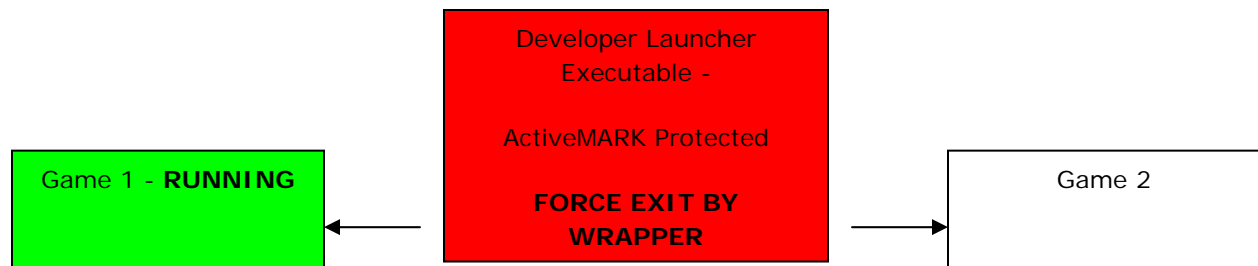 Developer Launcher
Executable -
ActiveMARK Protected
FORCE EXIT BY
WRAPPER
Game 1 - RUNNING
Game 2